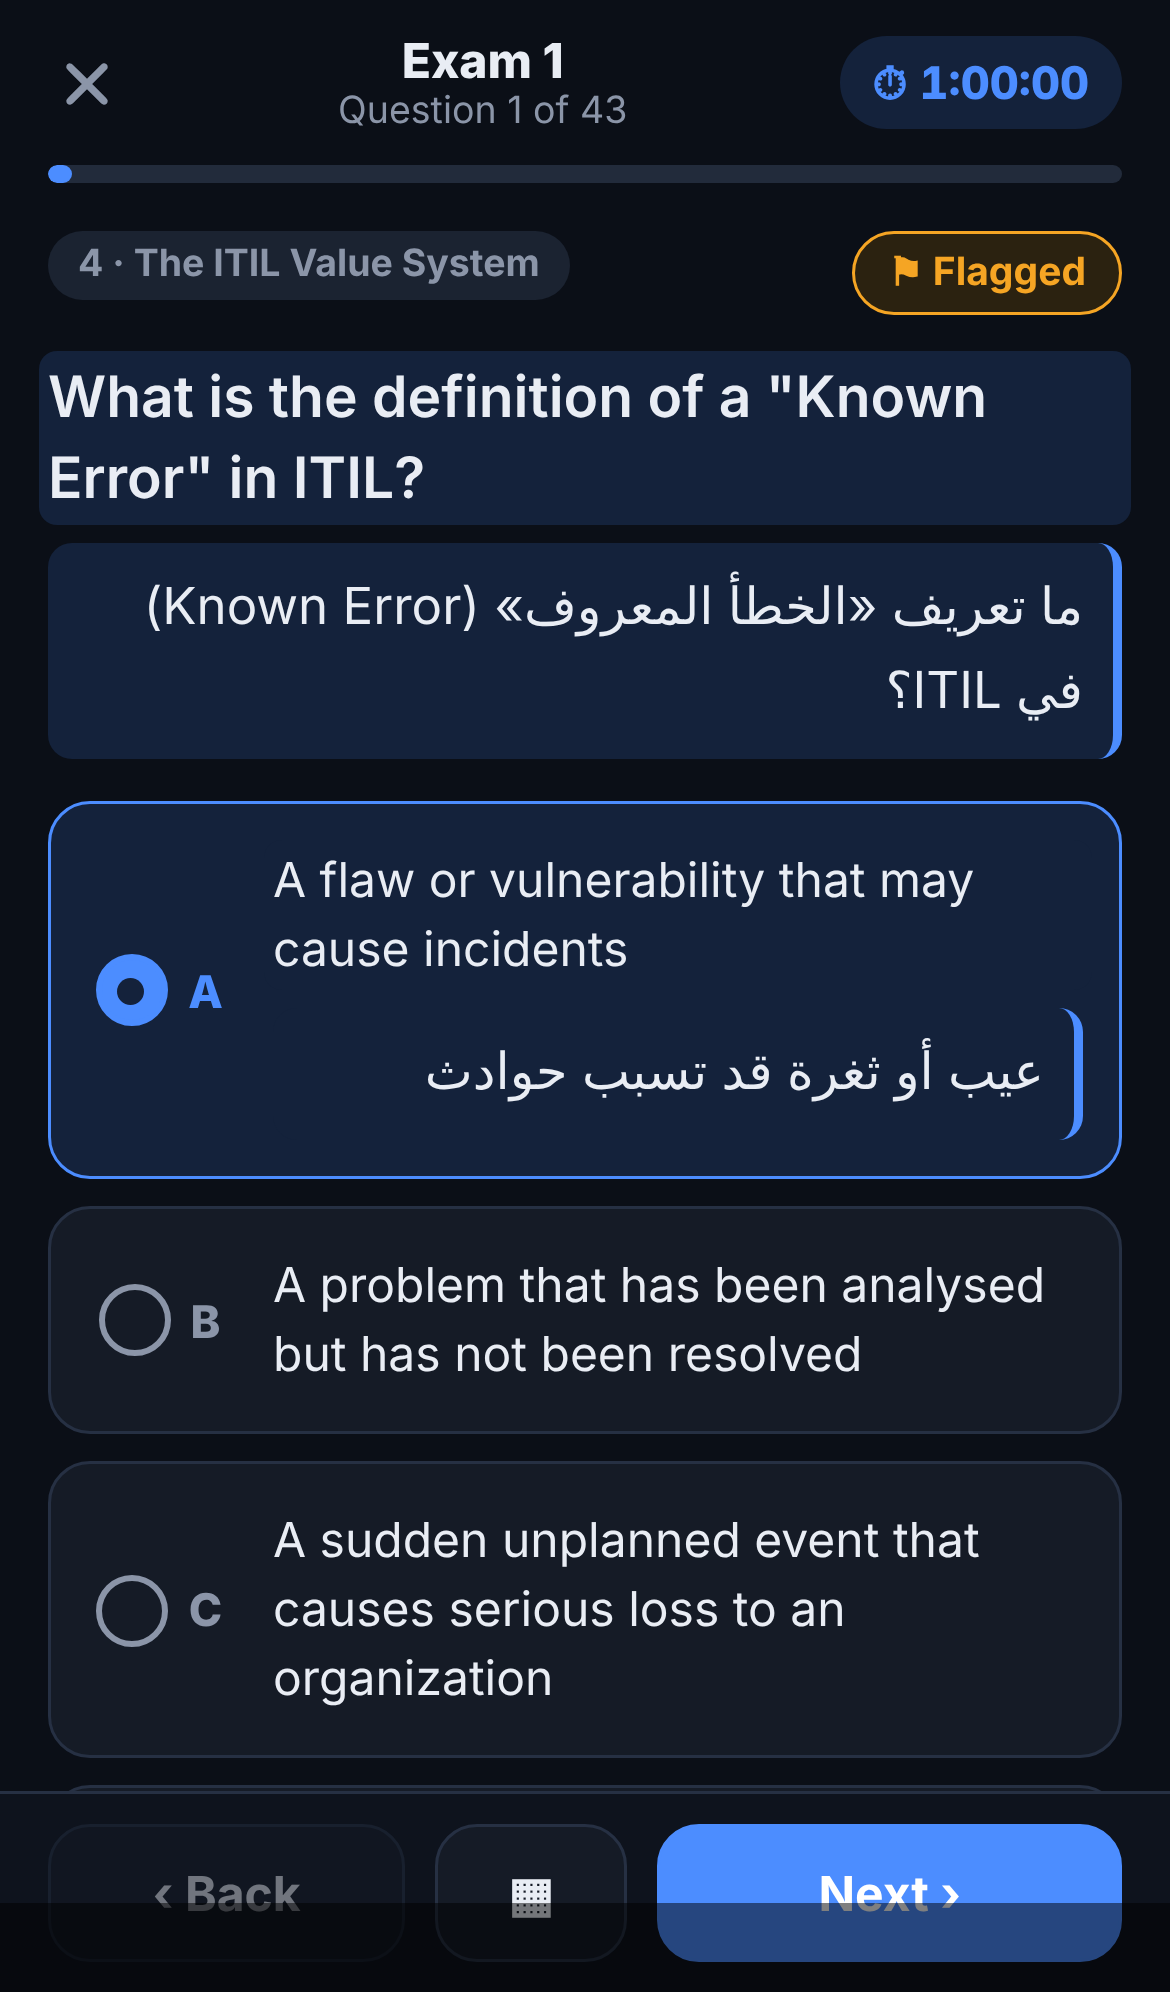 Exam 1
Question 1 of 43
⏱ 1:00:00
4 · The ITIL Value System
⚑ Flagged
What is the definition of a "Known
Error" in ITIL?
ما تعريف «الخطأ المعروف» (Known Error)
في ITIL؟
A flaw or vulnerability that may
cause incidents
A
عيب أو ثغرة قد تسبب حوادث
A problem that has been analysed
B
but has not been resolved
A sudden unplanned event that
C
causes serious loss to an
organization
‹ Back
Next ›